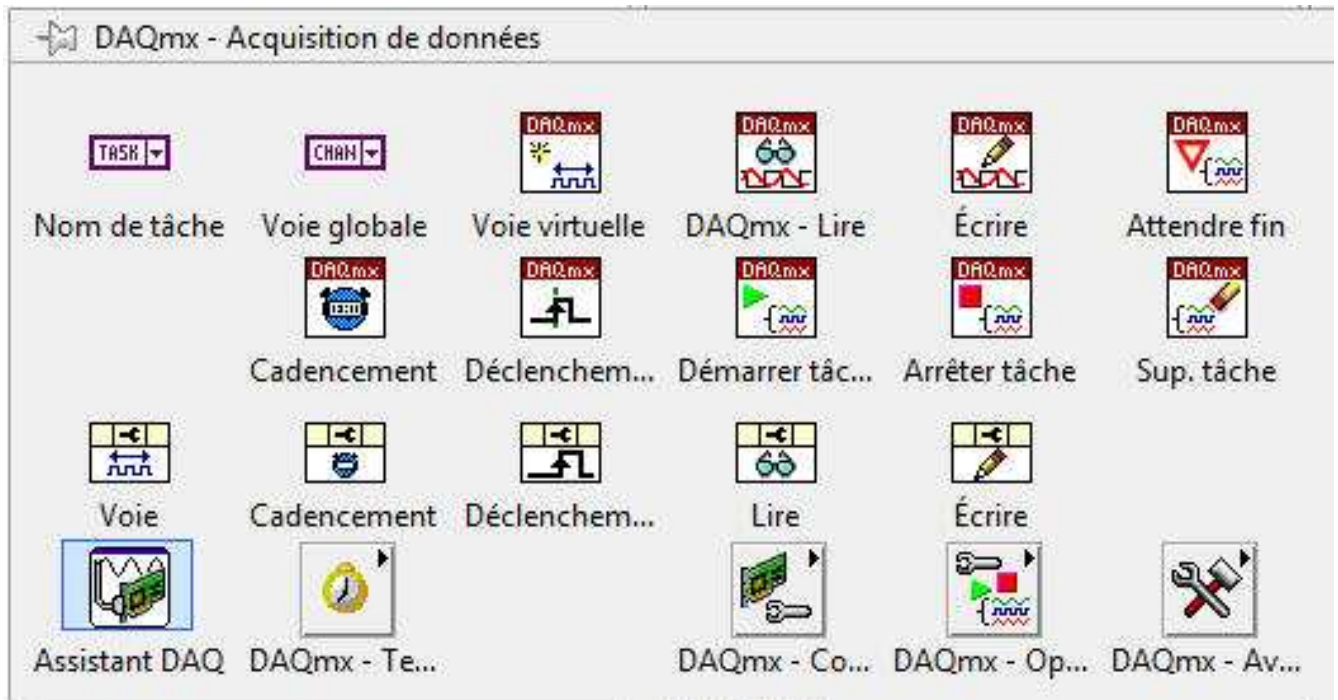 DAQmx - Acquisition de données
DAQmx DAQmx DAQmx DAQmx
TASK CHAN
Nom de tâche Voie globale Voie virtuelle DAQmx - Lire Écrire Attendre fin
DAQmx DAQmx DAQmx DAQmx DAQmx
Cadencement Déclenchem... Démarrer tâc... Arrêter tâche Sup. tâche
Voie Cadencement Déclenchem... Lire Écrire
Assistant DAQ DAQmx - Te... DAQmx - Co... DAQmx - Op... DAQmx - Av...